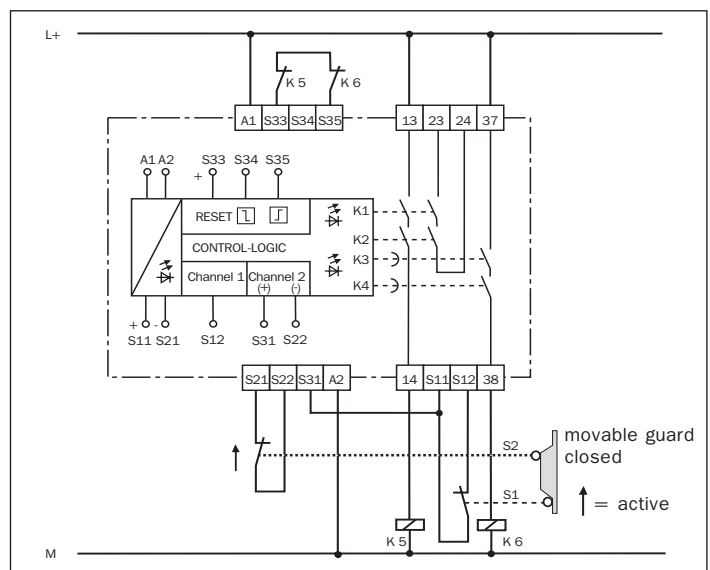 L+
K 5 K 6
A1 S33 S34 S35 13 23 24 37
A1 A2 S33 S34 S35
+
RESET
K1
CONTROL-LOGIC
K2
K3
Channel 1 Channel 2
(+) (-)
K4
+ -
S11 S21 S12 S31 S22
S21 S22 S31 A2 14 S11 S12 38
S2
movable guard
closed
S1
= active
K 5 K 6
M